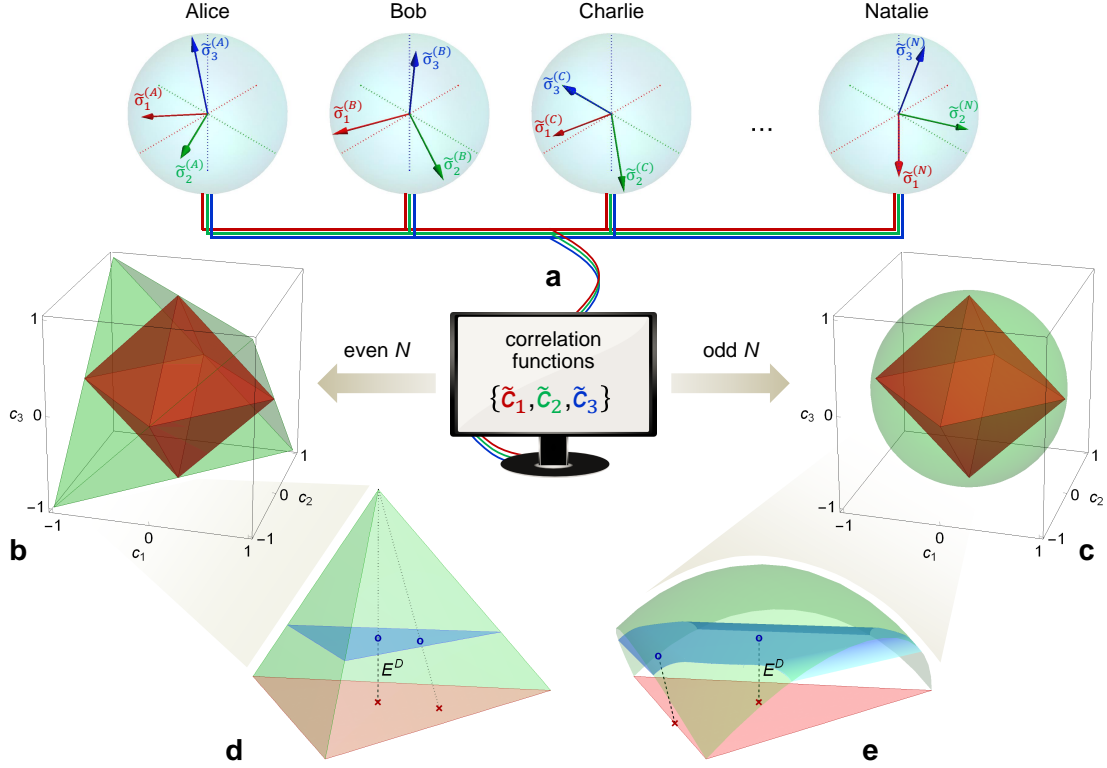 Alice Bob Charlie Natalie
σ̃₃⁽ᴬ⁾ σ̃₃⁽ᴮ⁾ σ̃₃⁽ᶜ⁾ σ̃₃⁽ᴺ⁾
σ̃₁⁽ᴬ⁾ σ̃₁⁽ᴮ⁾ σ̃₁⁽ᶜ⁾ ... σ̃₂⁽ᴺ⁾
σ̃₂⁽ᴬ⁾ σ̃₂⁽ᴮ⁾ σ̃₂⁽ᶜ⁾ σ̃₁⁽ᴺ⁾
a
correlation
functions
{c̃₁,c̃₂,c̃₃}
even N
odd N
1
c₃ 0
−1
−1 0 1
c₁
−1 0 1
c₂
b
1
c₃ 0
−1
−1 0 1
c₁
−1 0 1
c₂
c
o o
Eᴰ
× ×
d
o o
Eᴰ
× ×
e